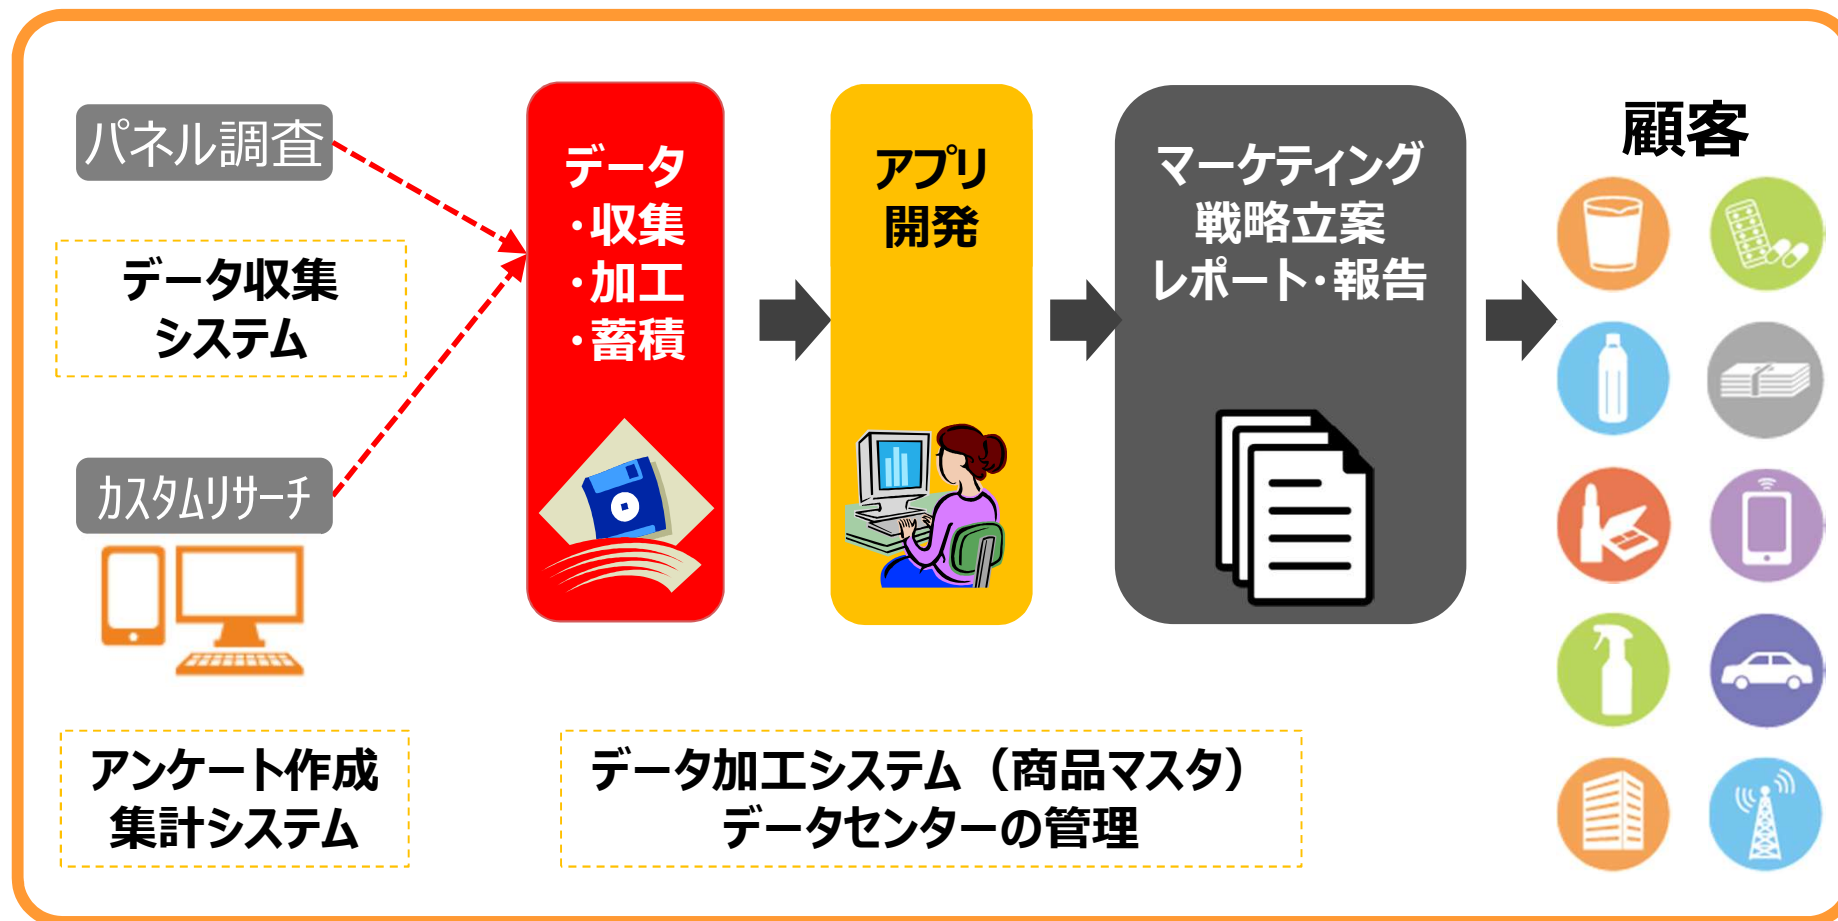 パネル調査
データ収集
システム
カスタムリサーチ
アンケート作成
集計システム
データ
・収集
・加工
・蓄積
アプリ
開発
マーケティング
戦略立案
レポート・報告
データ加工システム（商品マスタ）
データセンターの管理
顧客